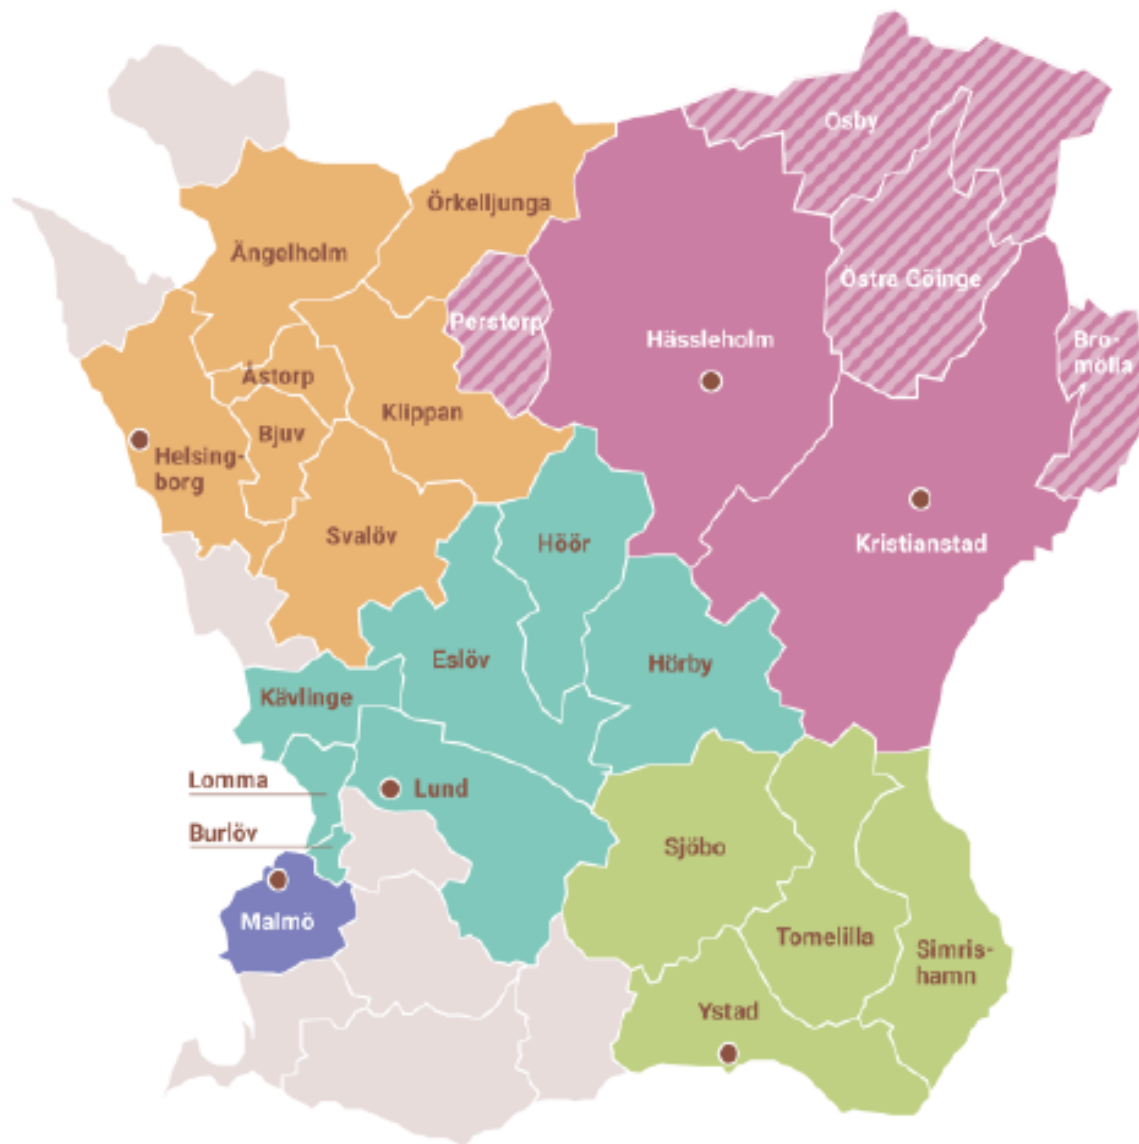 Osby
Örkelljunga
Ängelholm
Östra Göinge
Perstorp
Hässleholm
Bro-
mölla
Åstorp
Klippan
Bjuv
Helsing-
borg
Svalöv
Höör
Kristianstad
Eslöv
Hörby
Kävlinge
Lomma
Lund
Burlöv
Sjöbo
Malmö
Tomelilla
Simris-
hamn
Ystad